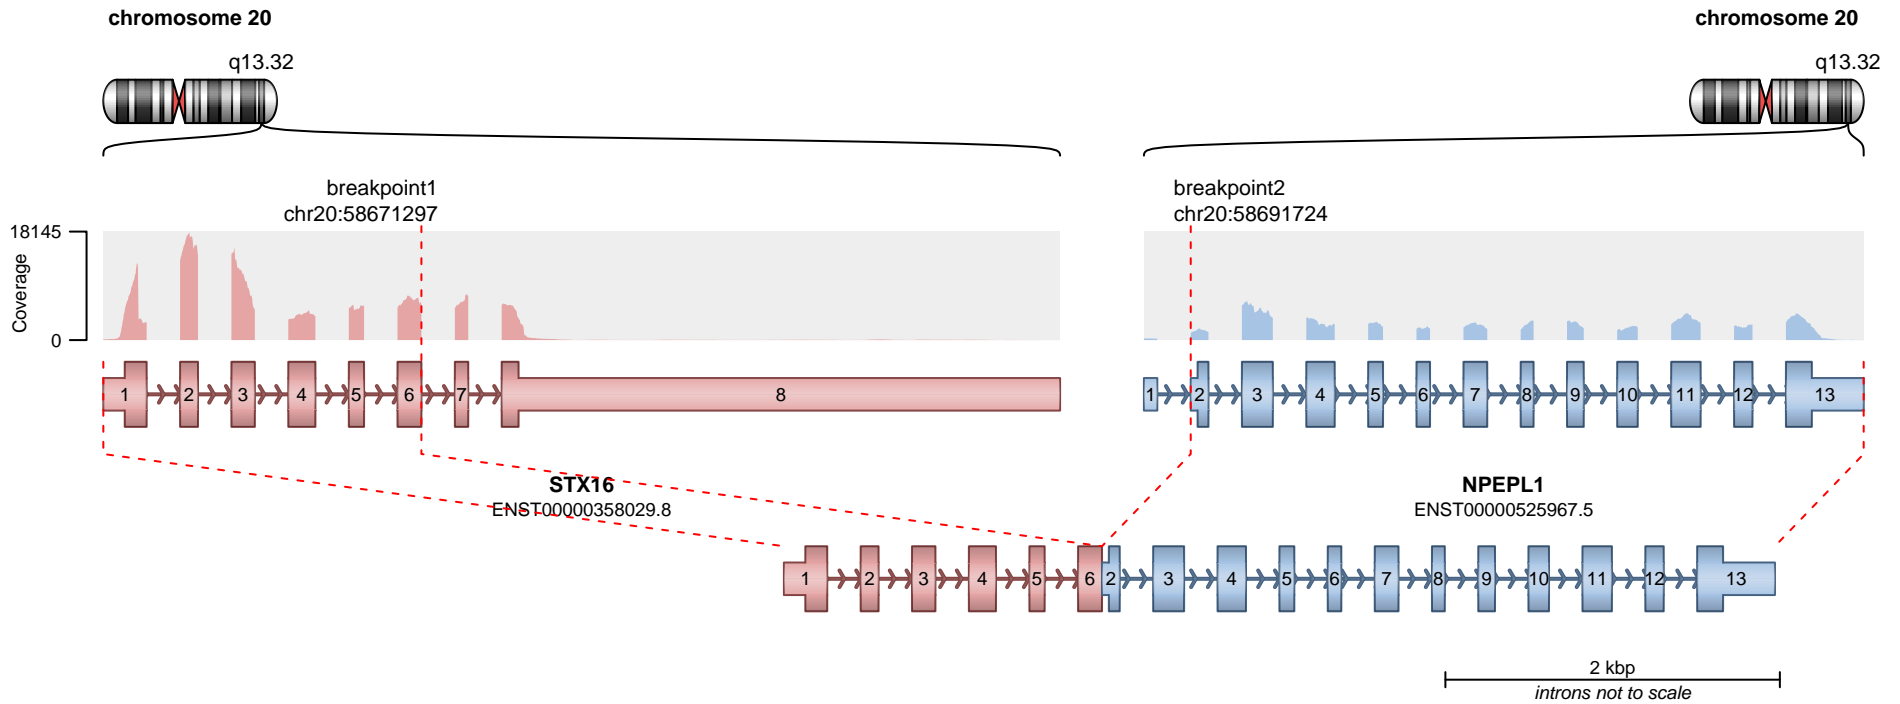 chromosome 20
chromosome 20
q13.32
q13.32
breakpoint1
chr20:58671297
breakpoint2
chr20:58691724
18145
Coverage
0
1 2 3 4 5 6 7 8
1 2 3 4 5 6 7 8 9 10 11 12 13
STX16
ENST00000358029.8
NPEPL1
ENST00000525967.5
1 2 3 4 5 6 2 3 4 5 6 7 8 9 10 11 12 13
2 kbp
introns not to scale